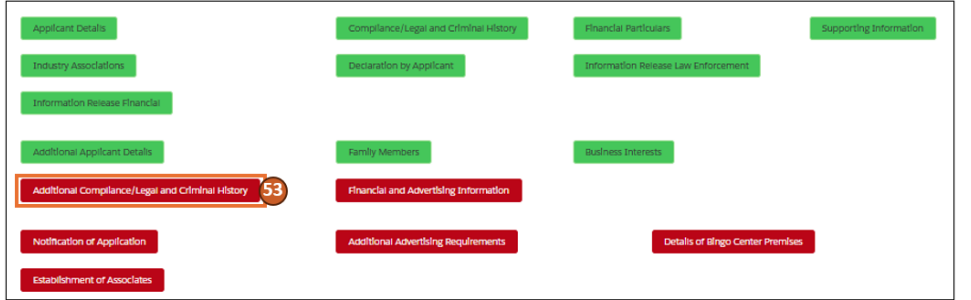 Applicant Details
Compliance/Legal and Criminal History
Financial Particulars
Supporting Information
Industry Associations
Declaration by Applicant
Information Release Law Enforcement
Information Release Financial
Additional Applicant Details
Family Members
Business Interests
Additional Compliance/Legal and Criminal History
53
Financial and Advertising Information
Notification of Application
Additional Advertising Requirements
Details of Bingo Center Premises
Establishment of Associates